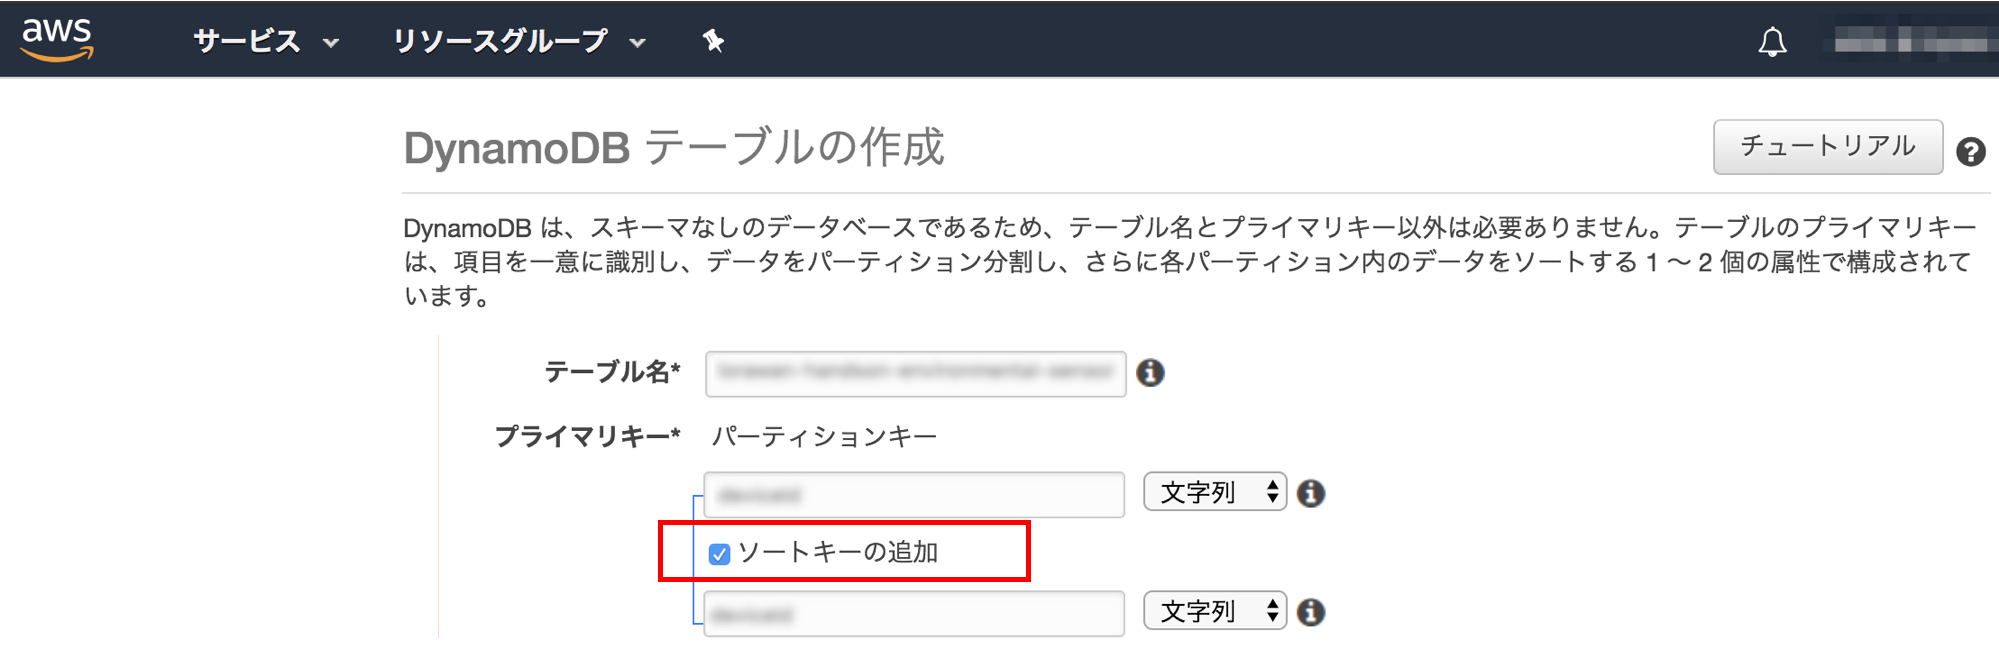 aws サービス リソースグループ
DynamoDB テーブルの作成 チュートリアル
DynamoDB は、スキーマなしのデータベースであるため、テーブル名とプライマリキー以外は必要ありません。テーブルのプライマリキー
は、項目を一意に識別し、データをパーティション分割し、さらに各パーティション内のデータをソートする 1 ～ 2 個の属性で構成されて
います。
テーブル名*
プライマリキー* パーティションキー
文字列
ソートキーの追加
文字列